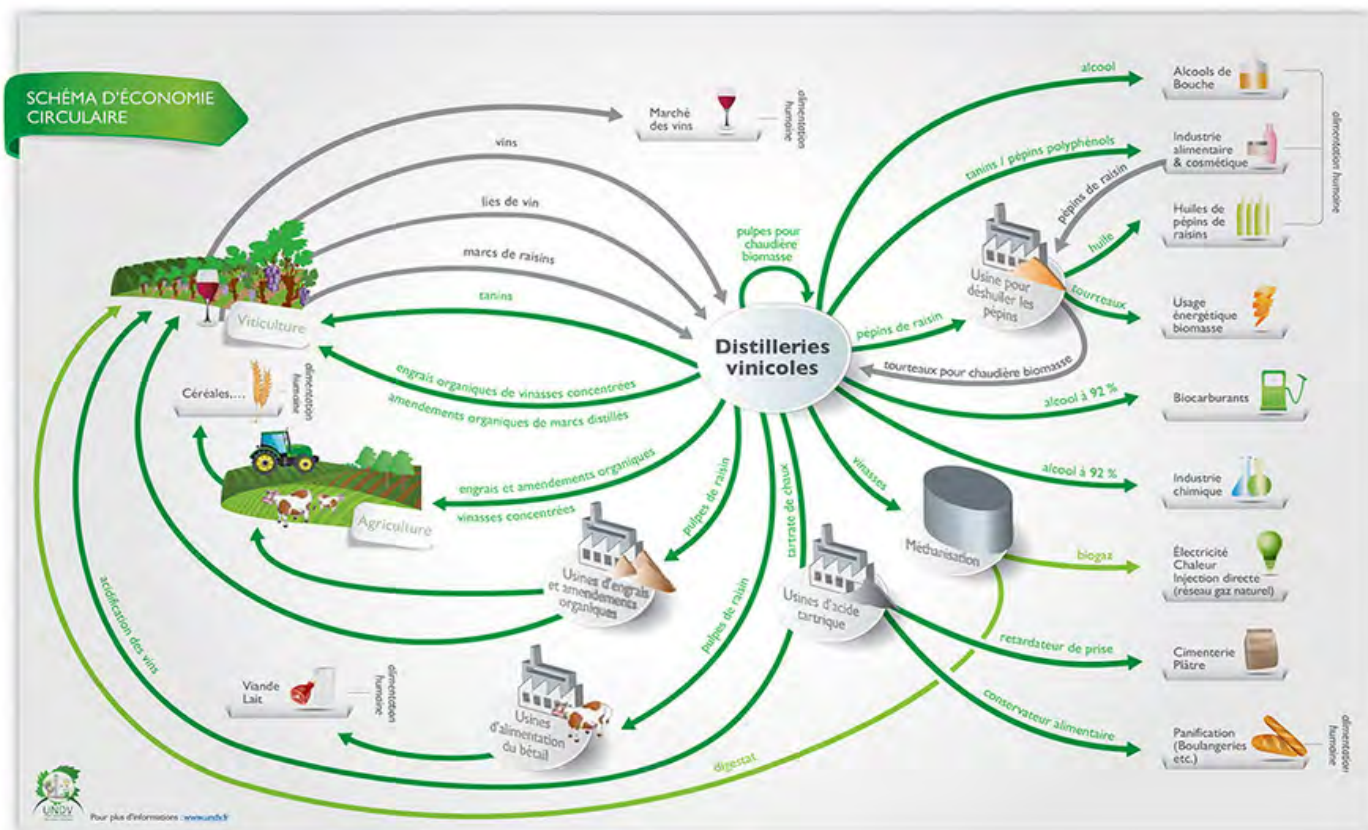 SCHÉMA D'ÉCONOMIE
CIRCULAIRE
Marché
des vins
alimentation
humaine
vins
lies de vin
marcs de raisins
tanins
Viticulture
engrais organiques de vinasses concentrées
amendements organiques de marcs distillés
Céréales,...
alimentation
humaine
engrais et amendements organiques
vinasses concentrées
Agriculture
pulpes pour
chaudière
biomasse
Distilleries
vinicoles
alcool
tanins / pépins polyphénols
pépins de raisin
pépins de raisin
huile
tourteaux
Usine pour
déshuiler les
pépins
tourteaux pour chaudière biomasse
alcool à 92 %
alcool à 92 %
vinasses
Méthanisation
biogaz
pulpes de raisin
pulpes de raisin
tartrate de chaux
Usines d'engrais
et amendements
organiques
Usines d'acide
tartrique
retardateur de prise
conservateur alimentaire
Usines
d'alimentation
du bétail
digestat
acidification des vins
Viande
Lait
alimentation
humaine
Alcools de
Bouche
Industrie
alimentaire
& cosmétique
Huiles de
pépins de
raisins
alimentation humaine
Usage
énergétique
biomasse
Biocarburants
Industrie
chimique
Électricité
Chaleur
Injection directe
(réseau gaz naturel)
Cimenterie
Plâtre
Panification
(Boulangeries
etc.)
alimentation
humaine
UNDV
Pour plus d'informations : www.undv.fr